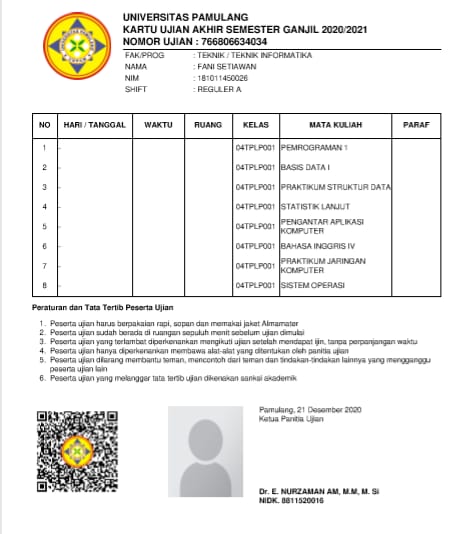 UNIVERSITAS PAMULANG
KARTU UJIAN AKHIR SEMESTER GANJIL 2020/2021
NOMOR UJIAN : 766806634034
FAK/PROG : TEKNIK / TEKNIK INFORMATIKA
NAMA : FANI SETIAWAN
NIM : 181011450026
SHIFT : REGULER A
NO HARI / TANGGAL WAKTU RUANG KELAS MATA KULIAH PARAF
1 - 04TPLP001 PEMROGRAMAN 1
2 - 04TPLP001 BASIS DATA I
3 - 04TPLP001 PRAKTIKUM STRUKTUR DATA
4 - 04TPLP001 STATISTIK LANJUT
5 - 04TPLP001 PENGANTAR APLIKASI
KOMPUTER
6 - 04TPLP001 BAHASA INGGRIS IV
7 - 04TPLP001 PRAKTIKUM JARINGAN
KOMPUTER
8 - 04TPLP001 SISTEM OPERASI
Peraturan dan Tata Tertib Peserta Ujian
1. Peserta ujian harus berpakaian rapi, sopan dan memakai jaket Almamater
2. Peserta ujian sudah berada di ruangan sepuluh menit sebelum ujian dimulai
3. Peserta ujian yang terlambat diperkenankan mengikuti ujian setelah mendapat ijin, tanpa perpanjangan waktu
4. Peserta ujian hanya diperkenankan membawa alat-alat yang ditentukan oleh panitia ujian
5. Peserta ujian dilarang membantu teman, mencontoh dari teman dan tindakan-tindakan lainnya yang mengganggu
peserta ujian lain
6. Peserta ujian yang melanggar tata tertib ujian dikenakan sanksi akademik
Pamulang, 21 Desember 2020
Ketua Panitia Ujian
Dr. E. NURZAMAN AM, M.M, M. Si
NIDK. 8811520016